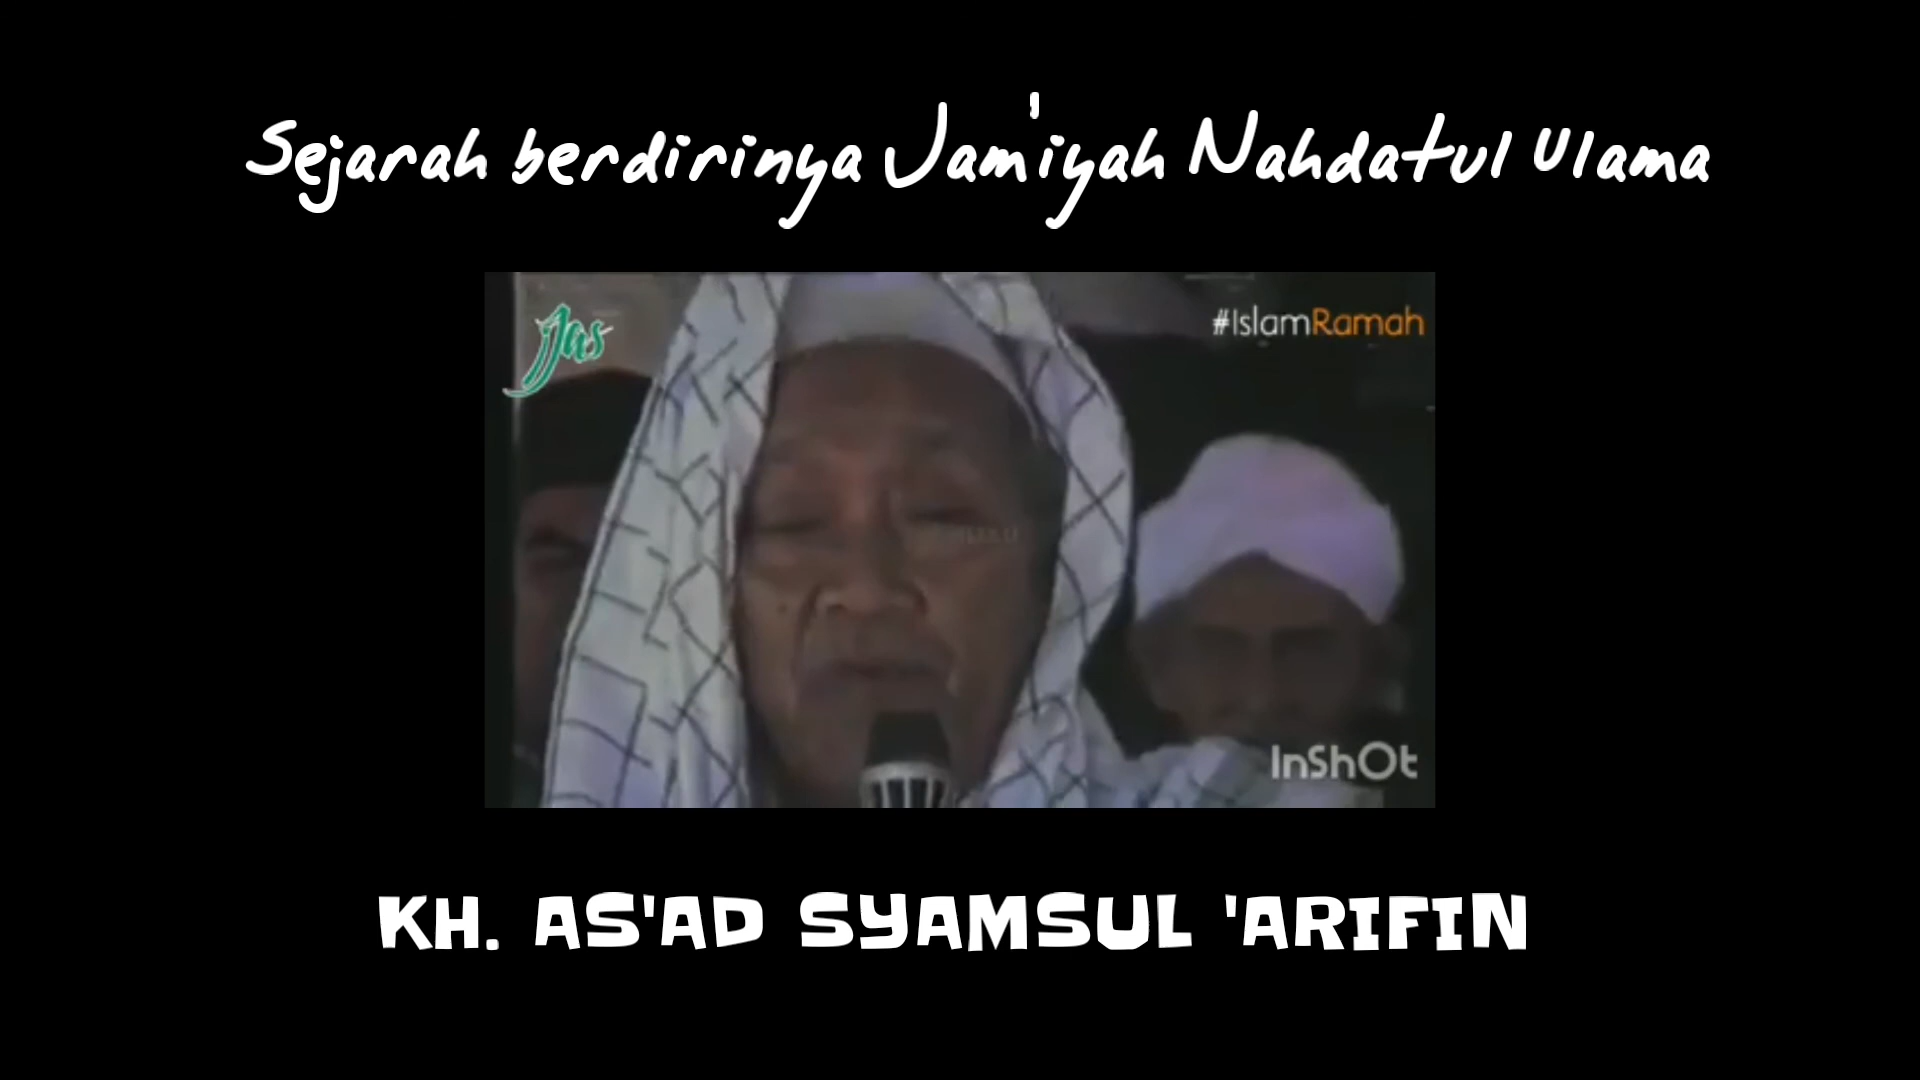 Sejarah berdirinya Jam'iyah Nahdatul Ulama
Jas
#IslamRamah
InShOt
KH. AS'AD SYAMSUL 'ARIFIN